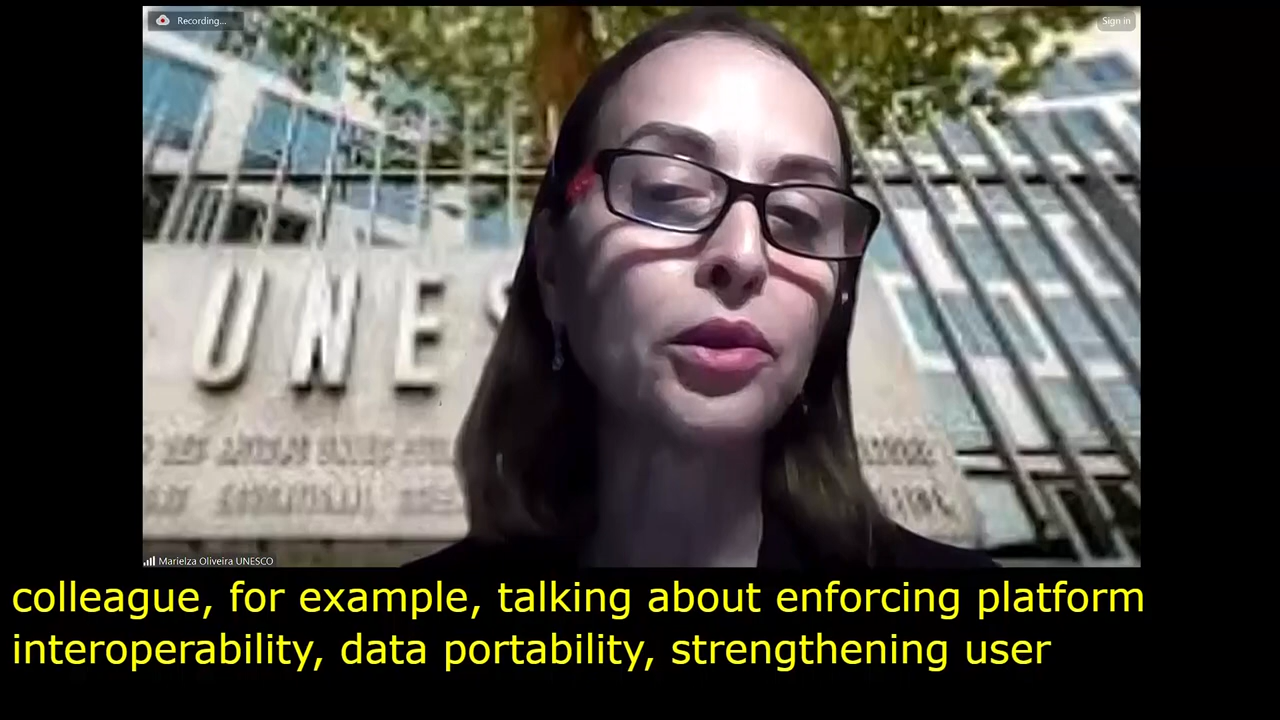 Recording...
Sign in
UNES
Marielza Oliveira UNESCO
colleague, for example, talking about enforcing platform
interoperability, data portability, strengthening user